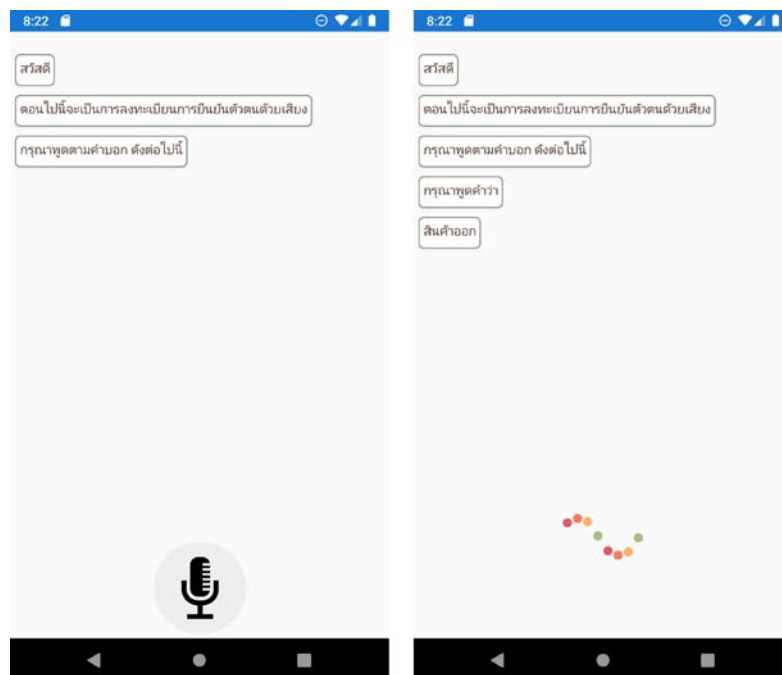 8:22
สวัสดี
ตอนไปนี้จะเป็นการลงทะเบียนการยืนยันตัวตนด้วยเสียง
กรุณาพูดตามคำบอก ดังต่อไปนี้
8:22
สวัสดี
ตอนไปนี้จะเป็นการลงทะเบียนการยืนยันตัวตนด้วยเสียง
กรุณาพูดตามคำบอก ดังต่อไปนี้
กรุณาพูดคำว่า
สินค้าออก